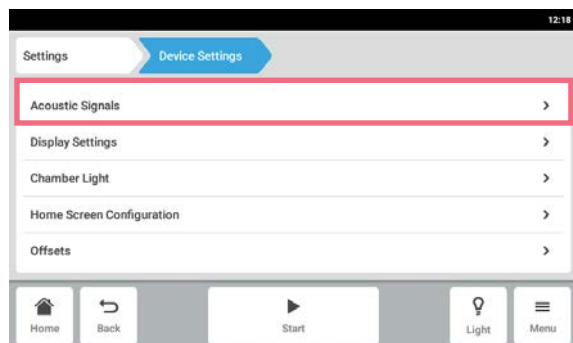 12:18
Settings Device Settings
Acoustic Signals
Display Settings
Chamber Light
Home Screen Configuration
Offsets
Home Back Start Light Menu